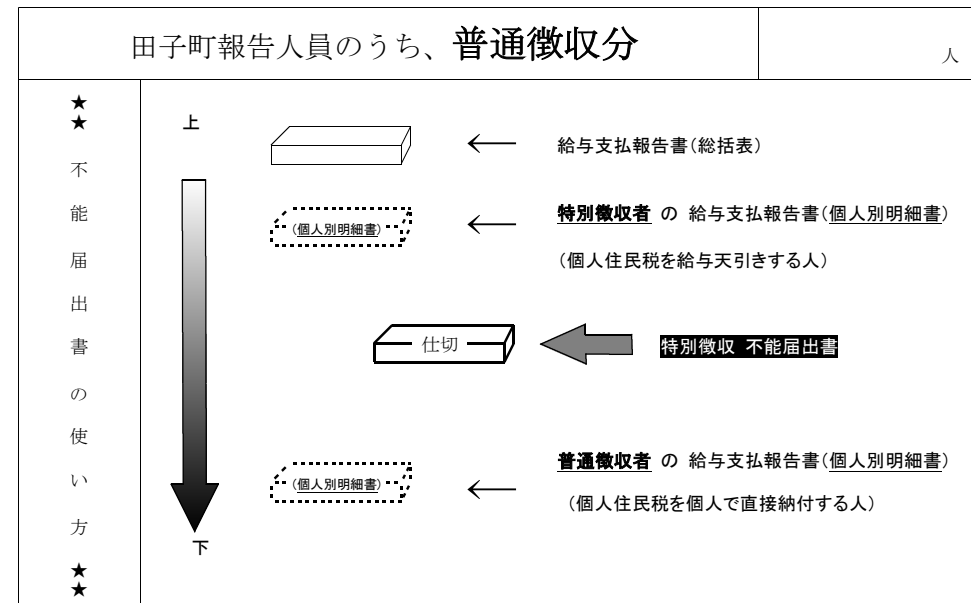 田子町報告人員のうち、普通徴収分
人
★★ 不能届出書の使い方 ★★
上
給与支払報告書(総括表)
特別徴収者 の 給与支払報告書(個人別明細書)
(個人別明細書)
(個人住民税を給与天引きする人)
仕切
特別徴収 不能届出書
普通徴収者 の 給与支払報告書(個人別明細書)
(個人別明細書)
(個人住民税を個人で直接納付する人)
下